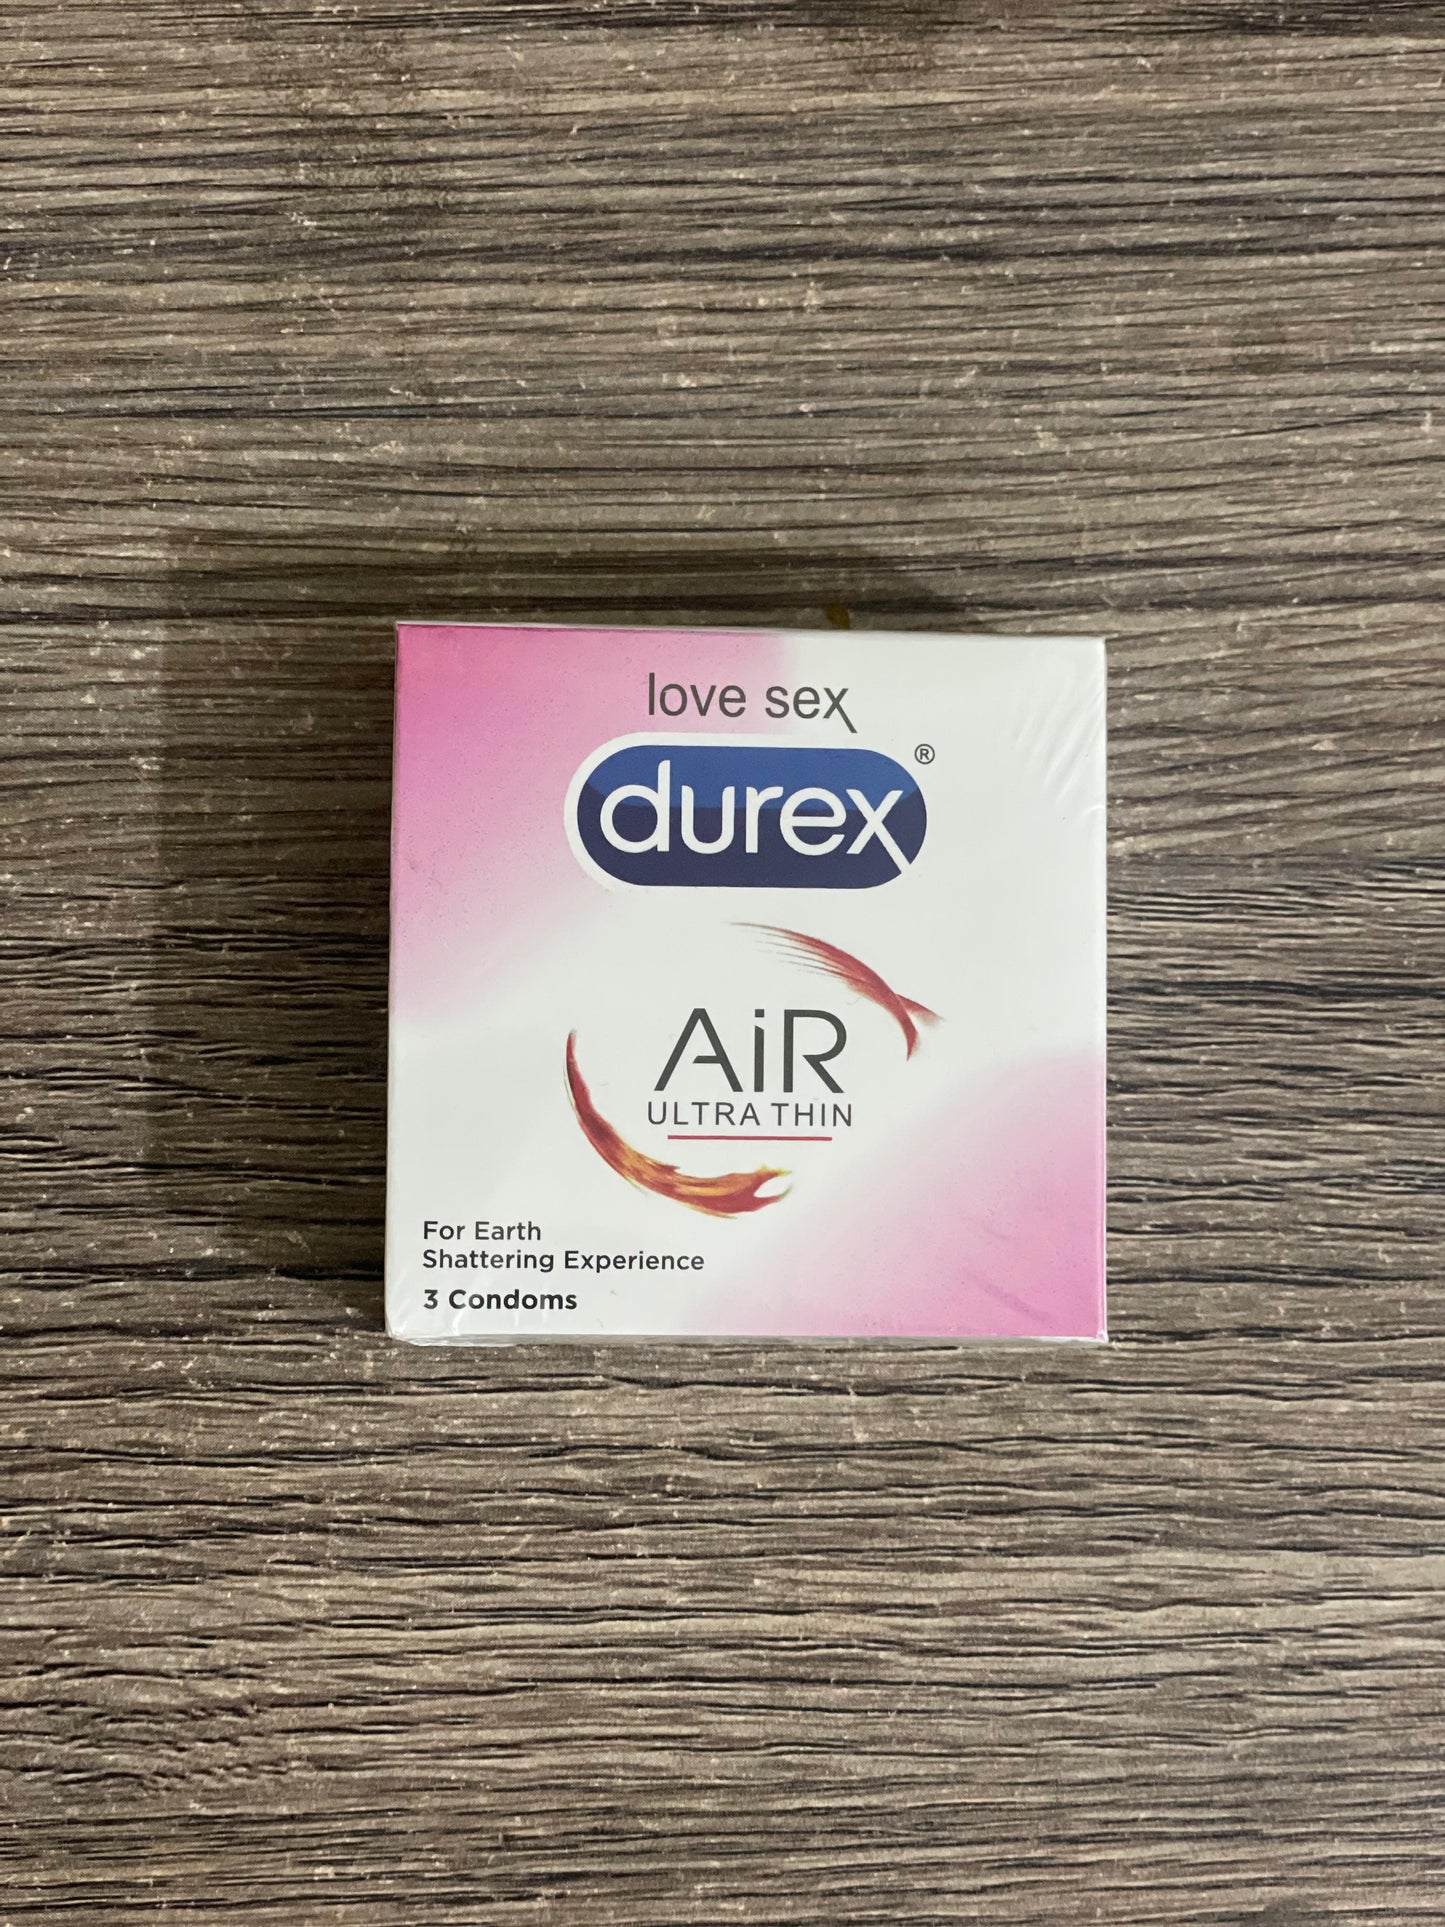 love sex
durex®
AiR
ULTRA THIN
For Earth
Shattering Experience
3 Condoms